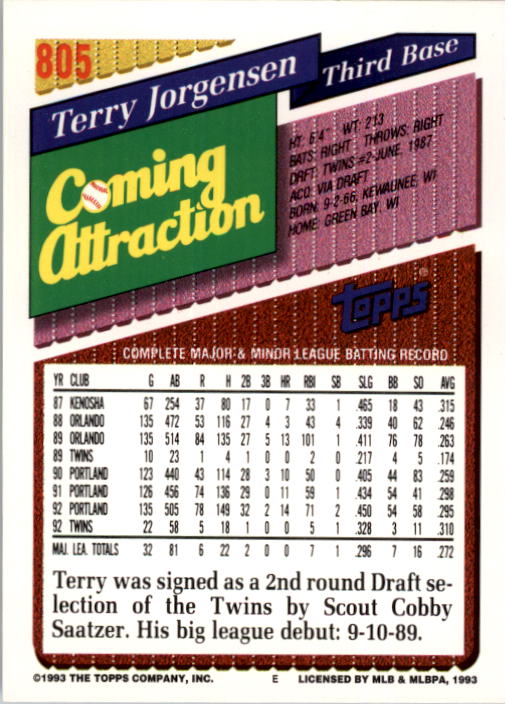 805
Terry Jorgensen
Third Base
Coming
Attraction
HT: 6'4" WT: 213
BATS: RIGHT THROWS: RIGHT
DRFT: TWINS #2-JUNE, 1987
ACQ: VIA DRAFT
BORN: 9-2-66, KEWAUNEE, WI
HOME: GREEN BAY, WI
Topps®
COMPLETE MAJOR & MINOR LEAGUE BATTING RECORD
YR CLUB G AB R H 2B 3B HR RBI SB SLG BB SO AVG
87 KENOSHA 67 254 37 80 17 0 7 33 1 .465 18 43 .315
88 ORLANDO 135 472 53 116 27 4 3 43 4 .339 40 62 .246
89 ORLANDO 135 514 84 135 27 5 13 101 1 .411 76 78 .263
89 TWINS 10 23 1 4 1 0 0 2 0 .217 4 5 .174
90 PORTLAND 123 440 43 114 28 3 10 50 0 .405 44 83 .259
91 PORTLAND 126 456 74 136 29 0 11 59 1 .434 54 41 .298
92 PORTLAND 135 505 78 149 32 2 14 71 2 .450 54 58 .295
92 TWINS 22 58 5 18 1 0 0 5 1 .328 3 11 .310
MAJ. LEA. TOTALS 32 81 6 22 2 0 0 7 1 .296 7 16 .272
Terry was signed as a 2nd round Draft se-
lection of the Twins by Scout Cobby
Saatzer. His big league debut: 9-10-89.
©1993 THE TOPPS COMPANY, INC. E LICENSED BY MLB & MLBPA, 1993